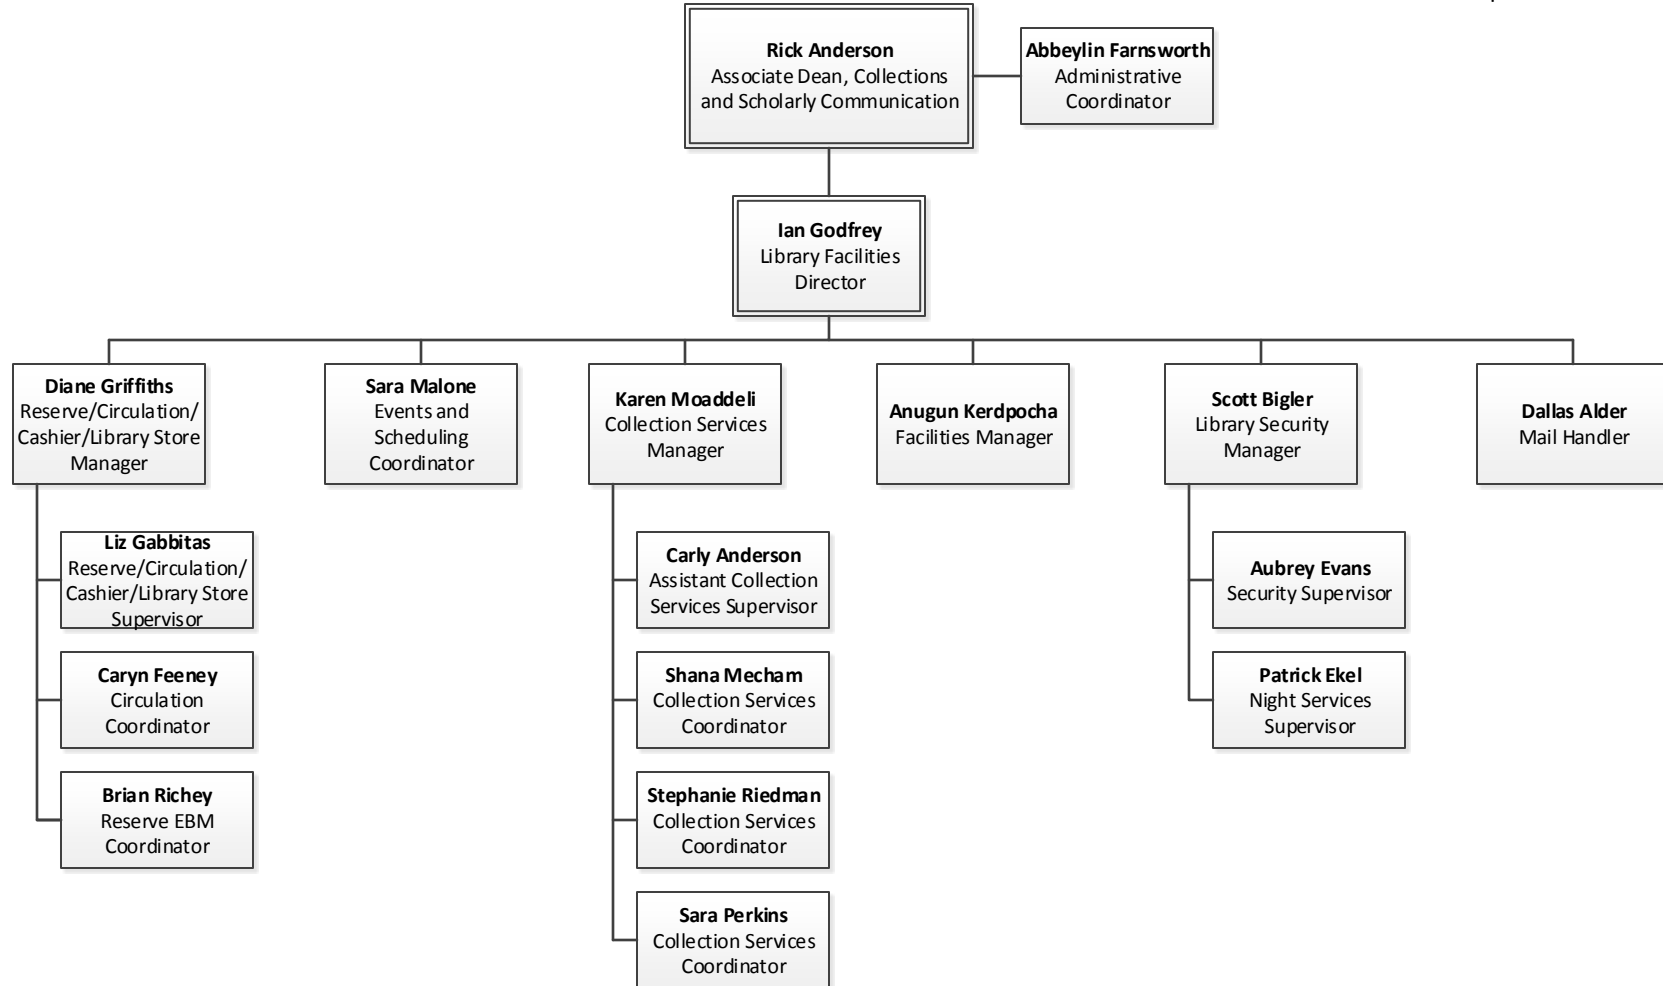 Rick Anderson
Associate Dean, Collections
and Scholarly Communication
Abbeylin Farnsworth
Administrative
Coordinator
Ian Godfrey
Library Facilities
Director
Diane Griffiths
Reserve/Circulation/
Cashier/Library Store
Manager
Sara Malone
Events and
Scheduling
Coordinator
Karen Moaddeli
Collection Services
Manager
Anugun Kerdpocha
Facilities Manager
Scott Bigler
Library Security
Manager
Dallas Alder
Mail Handler
Liz Gabbitas
Reserve/Circulation/
Cashier/Library Store
Supervisor
Caryn Feeney
Circulation
Coordinator
Brian Richey
Reserve EBM
Coordinator
Carly Anderson
Assistant Collection
Services Supervisor
Shana Mecham
Collection Services
Coordinator
Stephanie Riedman
Collection Services
Coordinator
Sara Perkins
Collection Services
Coordinator
Aubrey Evans
Security Supervisor
Patrick Ekel
Night Services
Supervisor